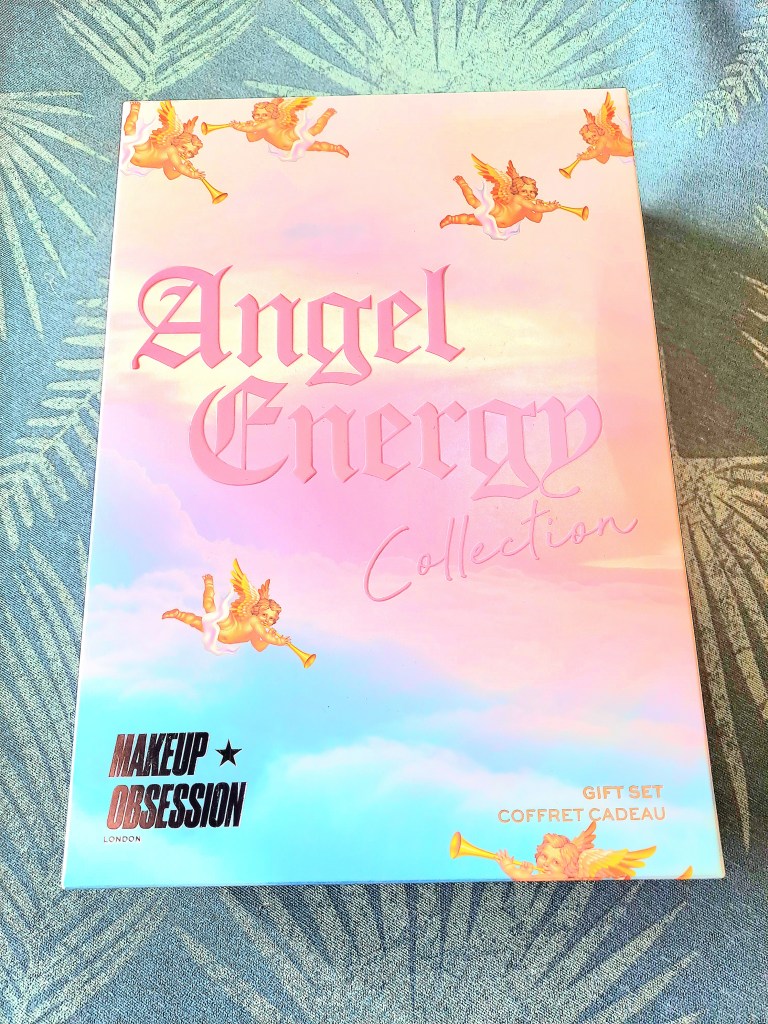 Angel
Energy
Collection
MAKEUP ★
OBSESSION
LONDON
GIFT SET
COFFRET CADEAU